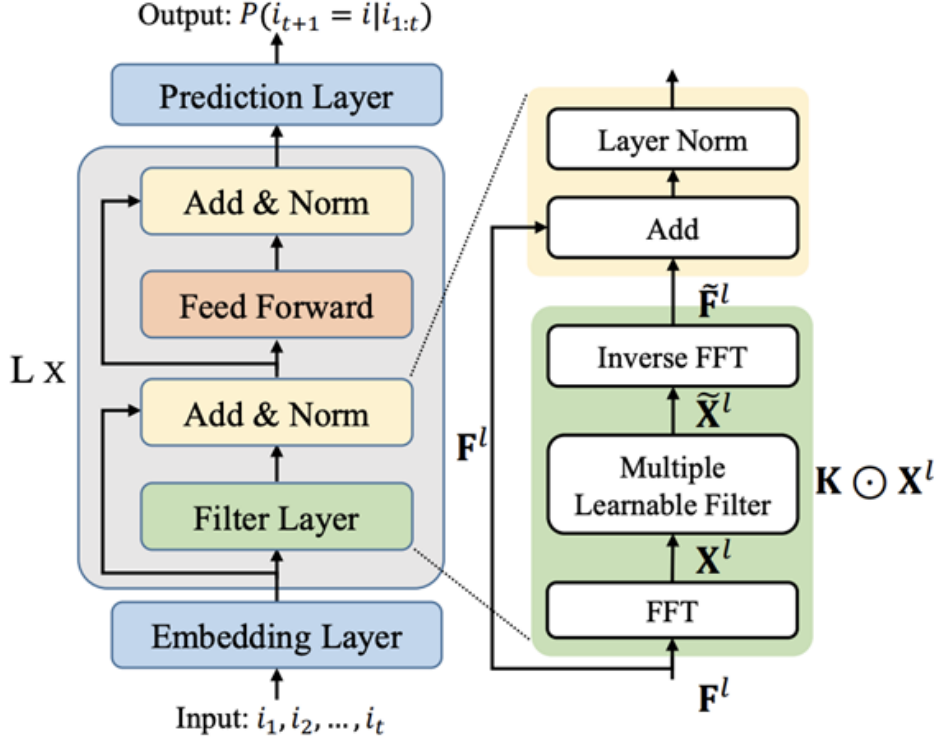 Output: P(i_{t+1} = i|i_{1:t})
Prediction Layer
Add & Norm
Feed Forward
L x
Add & Norm
Filter Layer
Embedding Layer
Input: i_1, i_2, ..., i_t
Layer Norm
Add
F̃^l
Inverse FFT
X̃^l
F^l
Multiple
Learnable Filter
K ⊙ X^l
X^l
FFT
F^l